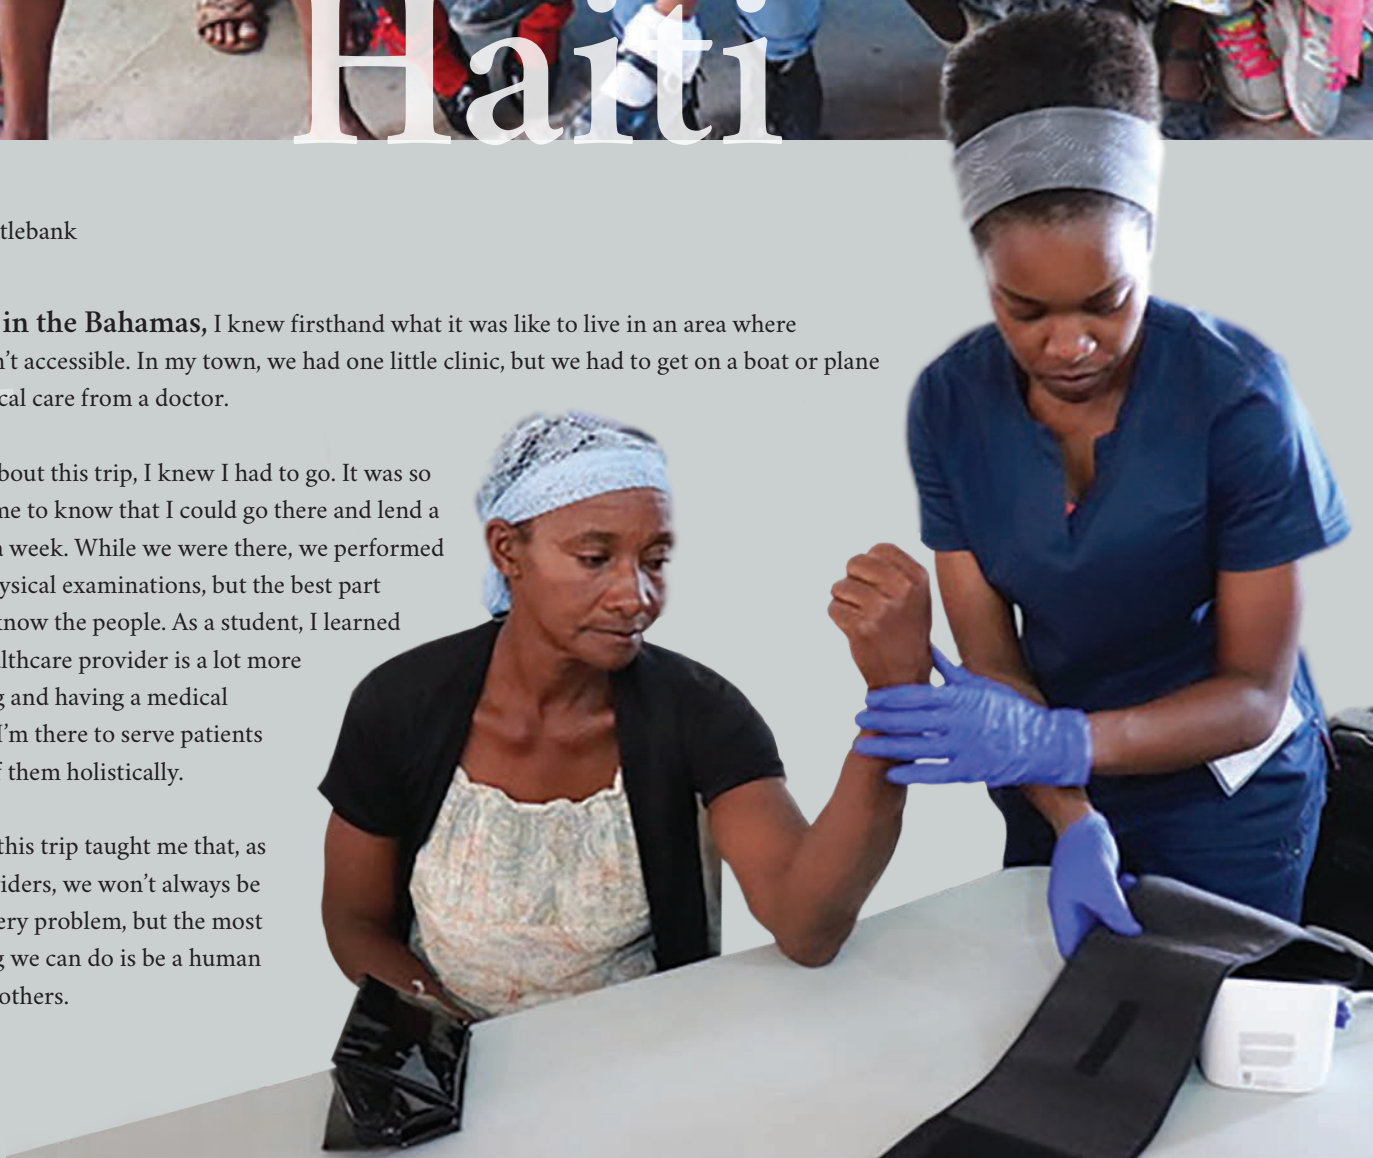 Haiti
tlebank
in the Bahamas, I knew firsthand what it was like to live in an area where
n’t accessible. In my town, we had one little clinic, but we had to get on a boat or plane
cal care from a doctor.
bout this trip, I knew I had to go. It was so
me to know that I could go there and lend a
a week. While we were there, we performed
ysical examinations, but the best part
know the people. As a student, I learned
lthcare provider is a lot more
g and having a medical
I’m there to serve patients
f them holistically.
this trip taught me that, as
iders, we won’t always be
ery problem, but the most
g we can do is be a human
others.